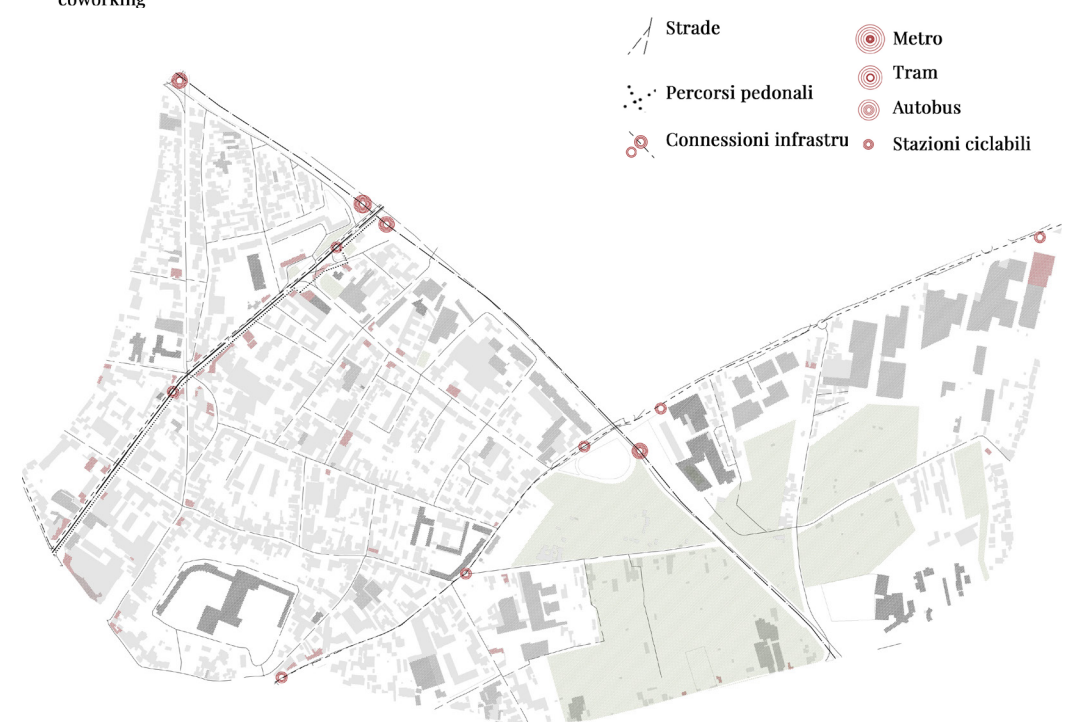 coworking
Strade
Percorsi pedonali
Connessioni infrastru
Metro
Tram
Autobus
Stazioni ciclabili